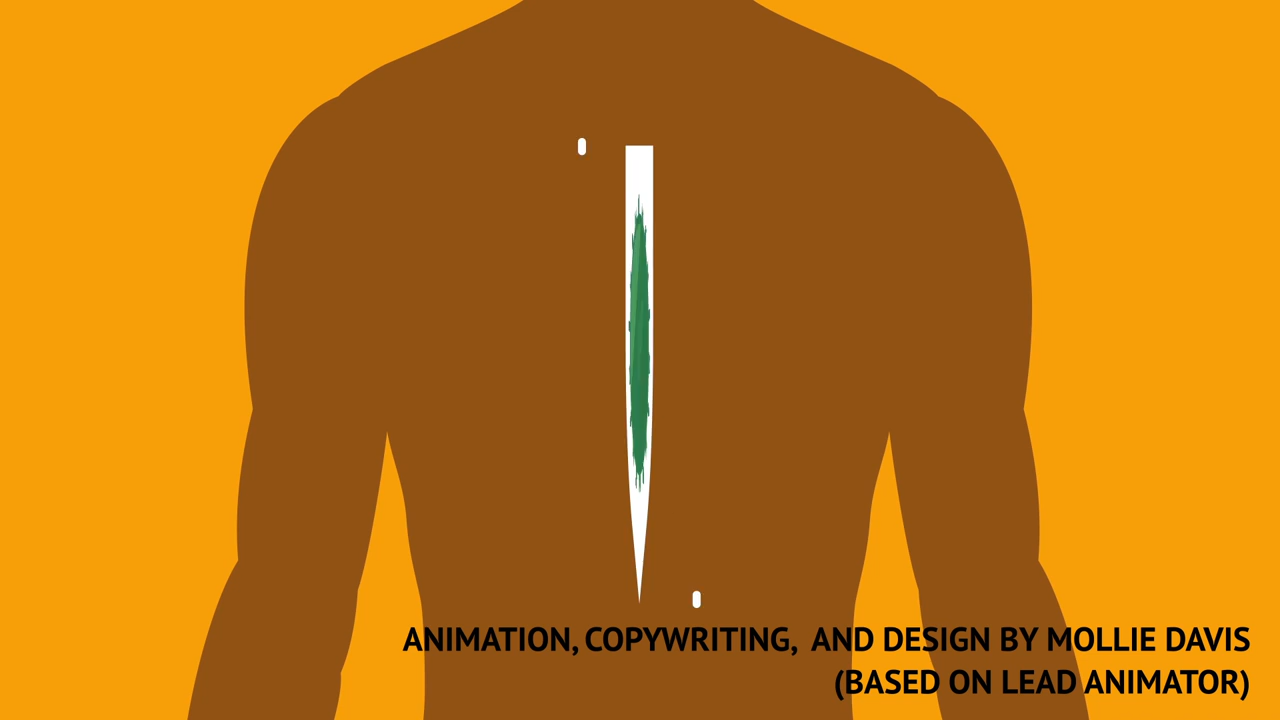 ANIMATION, COPYWRITING,  AND DESIGN BY MOLLIE DAVIS
(BASED ON LEAD ANIMATOR)